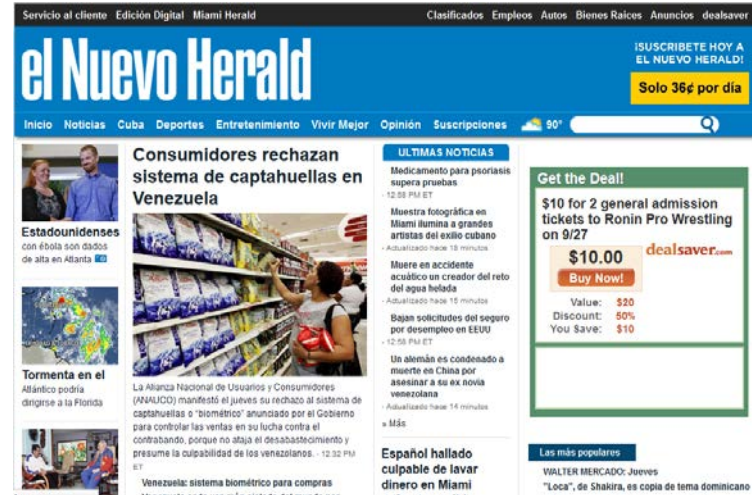 Servicio al cliente Edición Digital Miami Herald
Clasificados Empleos Autos Bienes Raices Anuncios dealsaver
el Nuevo Herald
¡SUSCRIBETE HOY A
EL NUEVO HERALD!
Solo 36¢ por día
Inicio Noticias Cuba Deportes Entretenimiento Vivir Mejor Opinión Suscripciones 90°
Estadounidenses
con ébola son dados
de alta en Atlanta
Tormenta en el
Atlántico podría
dirigirse a la Florida
Consumidores rechazan
sistema de captahuellas en
Venezuela
La Alianza Nacional de Usuarios y Consumidores
(ANAUCO) manifestó el jueves su rechazo al sistema de
captahuellas o "biométrico" anunciado por el Gobierno
para controlar las ventas en su lucha contra el
contrabando, porque no ataja el desabastecimiento y
presume la culpabilidad de los venezolanos. - 12:32 PM
ET
Venezuela: sistema biométrico para compras
ULTIMAS NOTICIAS
Medicamento para psoriasis
supera pruebas
- 12:58 PM ET
Muestra fotográfica en
Miami ilumina a grandes
artistas del exilio cubano
- Actualizado hace 18 minutos
Muere en accidente
acuático un creador del reto
del agua helada
- Actualizado hace 15 minutos
Bajan solicitudes del seguro
por desempleo en EEUU
- 12:58 PM ET
Un alemán es condenado a
muerte en China por
asesinar a su ex novia
venezolana
- Actualizado hace 14 minutos
» Más
Español hallado
culpable de lavar
dinero en Miami
Get the Deal!
$10 for 2 general admission
tickets to Ronin Pro Wrestling
on 9/27
$10.00
dealsaver.com
Buy Now!
Value: $20
Discount: 50%
You Save: $10
Las más populares
WALTER MERCADO: Jueves
"Loca", de Shakira, es copia de tema dominicano